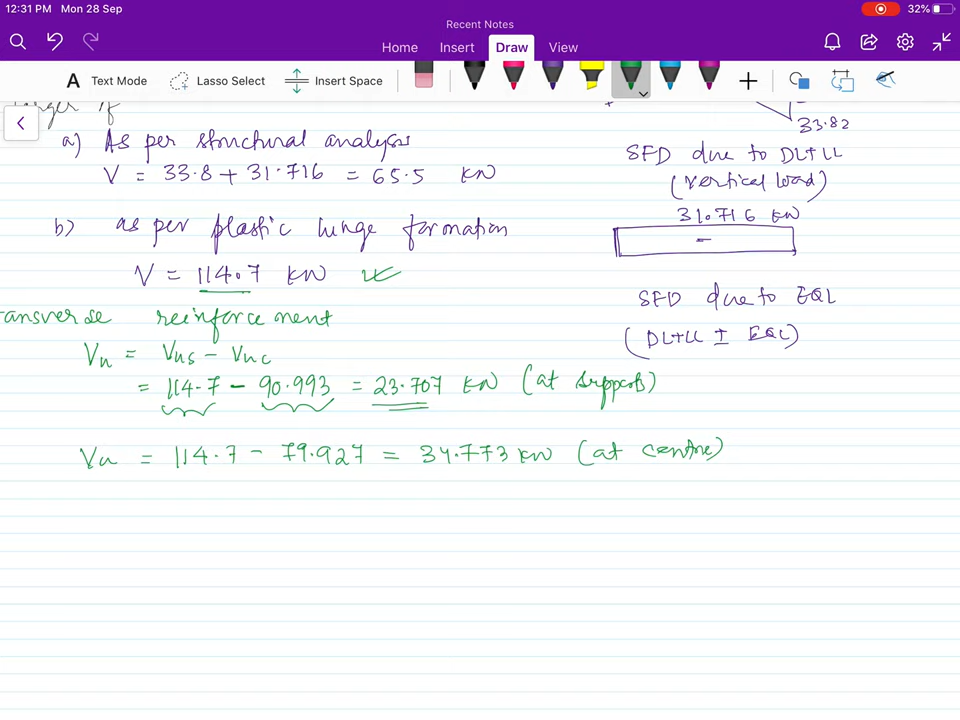 12:31 PM Mon 28 Sep
32%
Recent Notes
Home Insert Draw View
A Text Mode Lasso Select Insert Space
larger if
a) As per structural analysis
V = 33.8 + 31.716 = 65.5 KN
b) as per plastic hinge formation
V = 114.7 KN
ansverse reinforcement
Vu = Vus - Vuc
= 114.7 - 90.993 = 23.707 KN (at support)
Vu = 114.7 - 79.927 = 34.773 KN (at centre)
33.82
SFD due to DL+LL
(vertical load)
31.716 KN
-
SFD due to EQL
(DL+LL ± EQL)